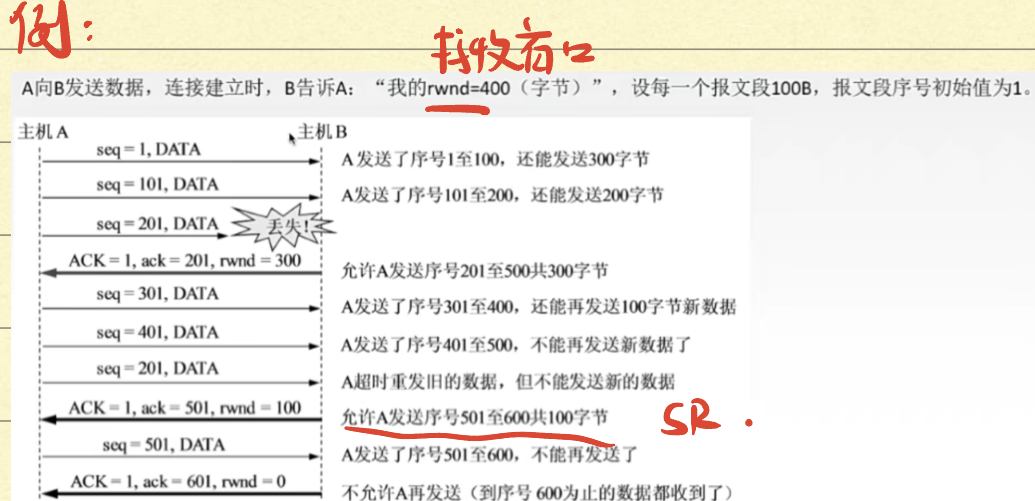 例：
接收窗口
A向B发送数据，连接建立时，B告诉A：“我的rwnd=400（字节）”，设每一个报文段100B，报文段序号初始值为1。
主机A 主机B
seq = 1, DATA A发送了序号1至100，还能发送300字节
seq = 101, DATA A发送了序号101至200，还能发送200字节
seq = 201, DATA 丢失!
ACK = 1, ack = 201, rwnd = 300 允许A发送序号201至500共300字节
seq = 301, DATA A发送了序号301至400，还能再发送100字节新数据
seq = 401, DATA A发送了序号401至500，不能再发送新数据了
seq = 201, DATA A超时重发旧的数据，但不能发送新的数据
ACK = 1, ack = 501, rwnd = 100 允许A发送序号501至600共100字节 SR.
seq = 501, DATA A发送了序号501至600，不能再发送了
ACK = 1, ack = 601, rwnd = 0 不允许A再发送（到序号600为止的数据都收到了）